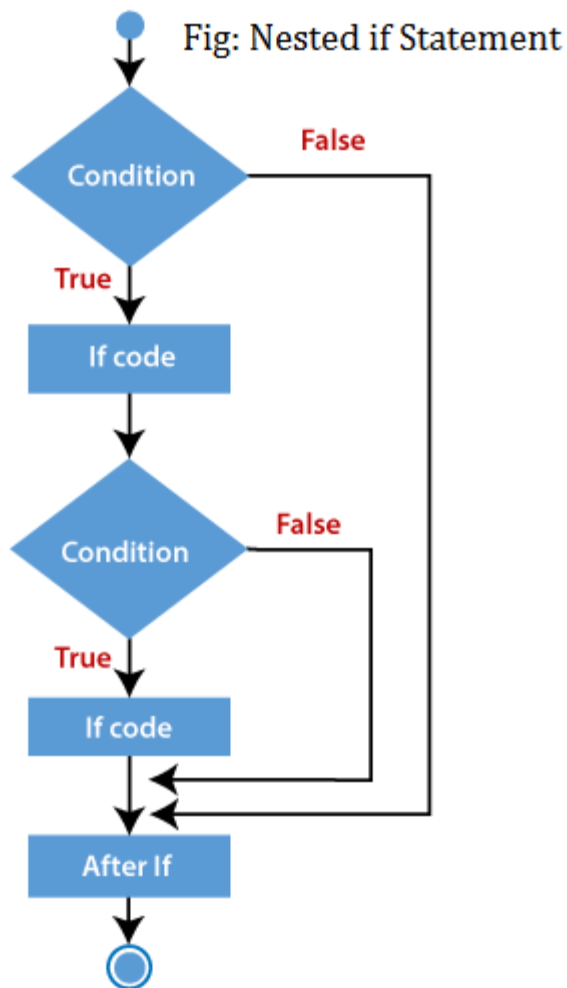 Fig: Nested if Statement
False
Condition
True
If code
False
Condition
True
If code
After If